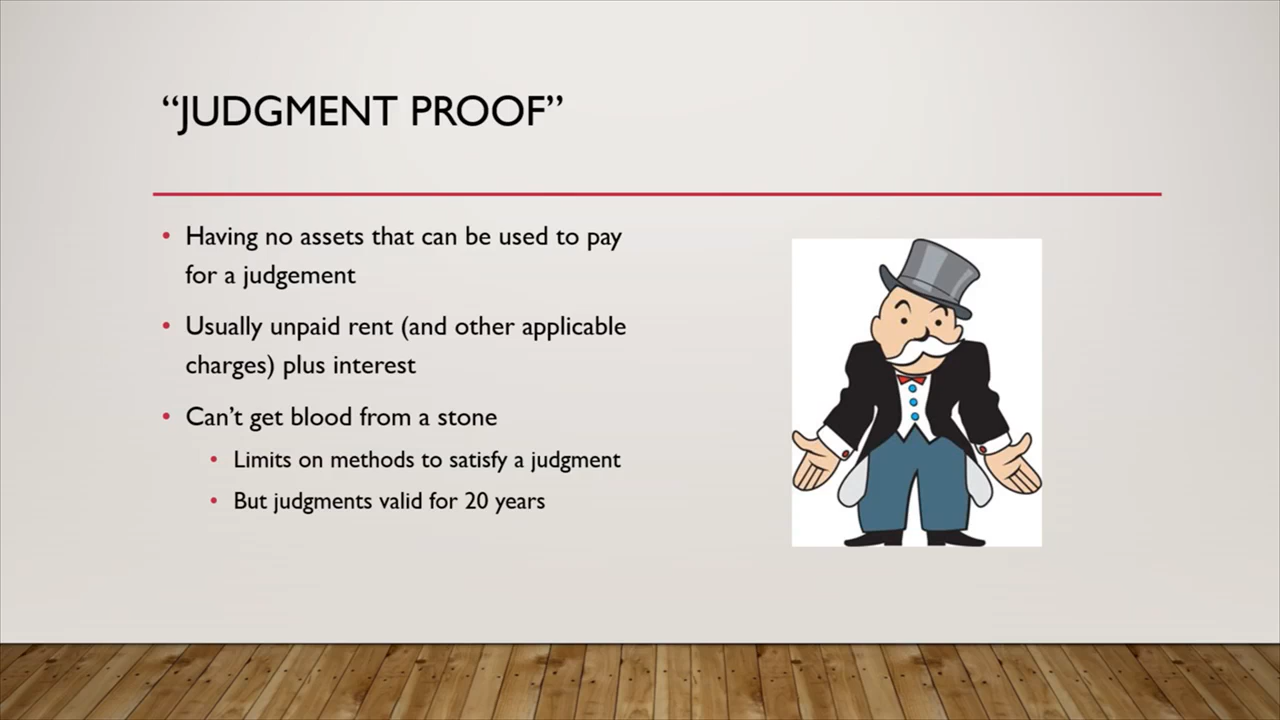 “JUDGMENT PROOF”
• Having no assets that can be used to pay
for a judgement
• Usually unpaid rent (and other applicable
charges) plus interest
• Can’t get blood from a stone
• Limits on methods to satisfy a judgment
• But judgments valid for 20 years